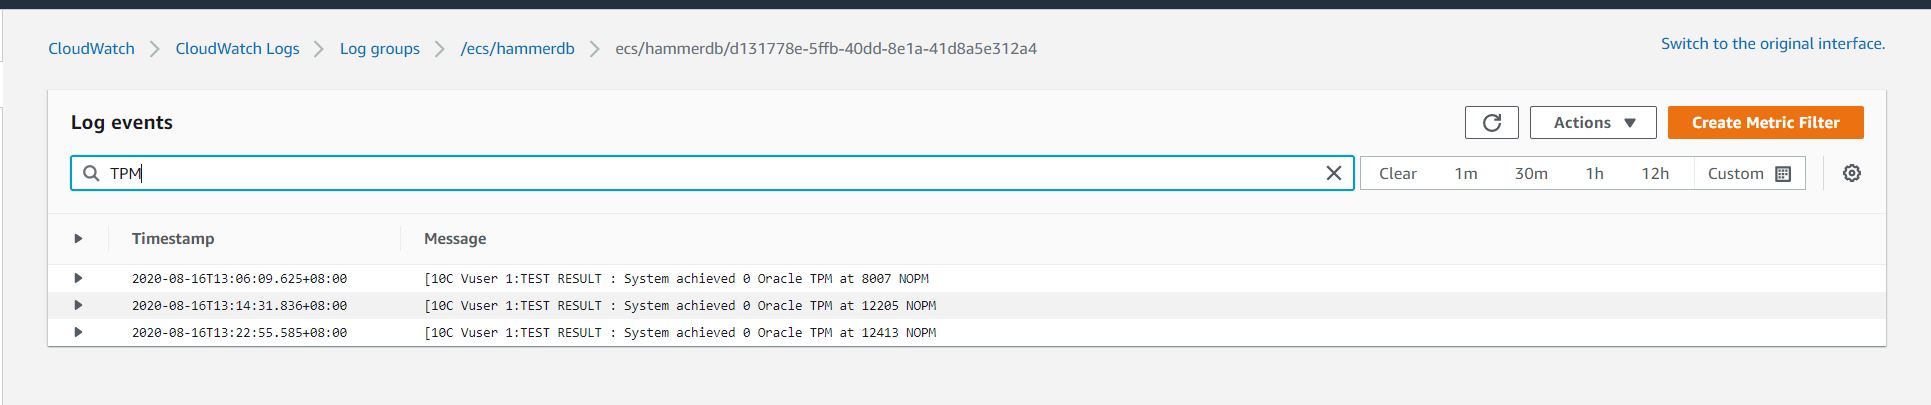 CloudWatch CloudWatch Logs Log groups /ecs/hammerdb ecs/hammerdb/d131778e-5ffb-40dd-8e1a-41d8a5e312a4
Switch to the original interface.
Log events
Actions
Create Metric Filter
TPM
Clear 1m 30m 1h 12h Custom
Timestamp Message
2020-08-16T13:06:09.625+08:00 [10C Vuser 1:TEST RESULT : System achieved 0 Oracle TPM at 8007 NOPM
2020-08-16T13:14:31.836+08:00 [10C Vuser 1:TEST RESULT : System achieved 0 Oracle TPM at 12205 NOPM
2020-08-16T13:22:55.585+08:00 [10C Vuser 1:TEST RESULT : System achieved 0 Oracle TPM at 12413 NOPM